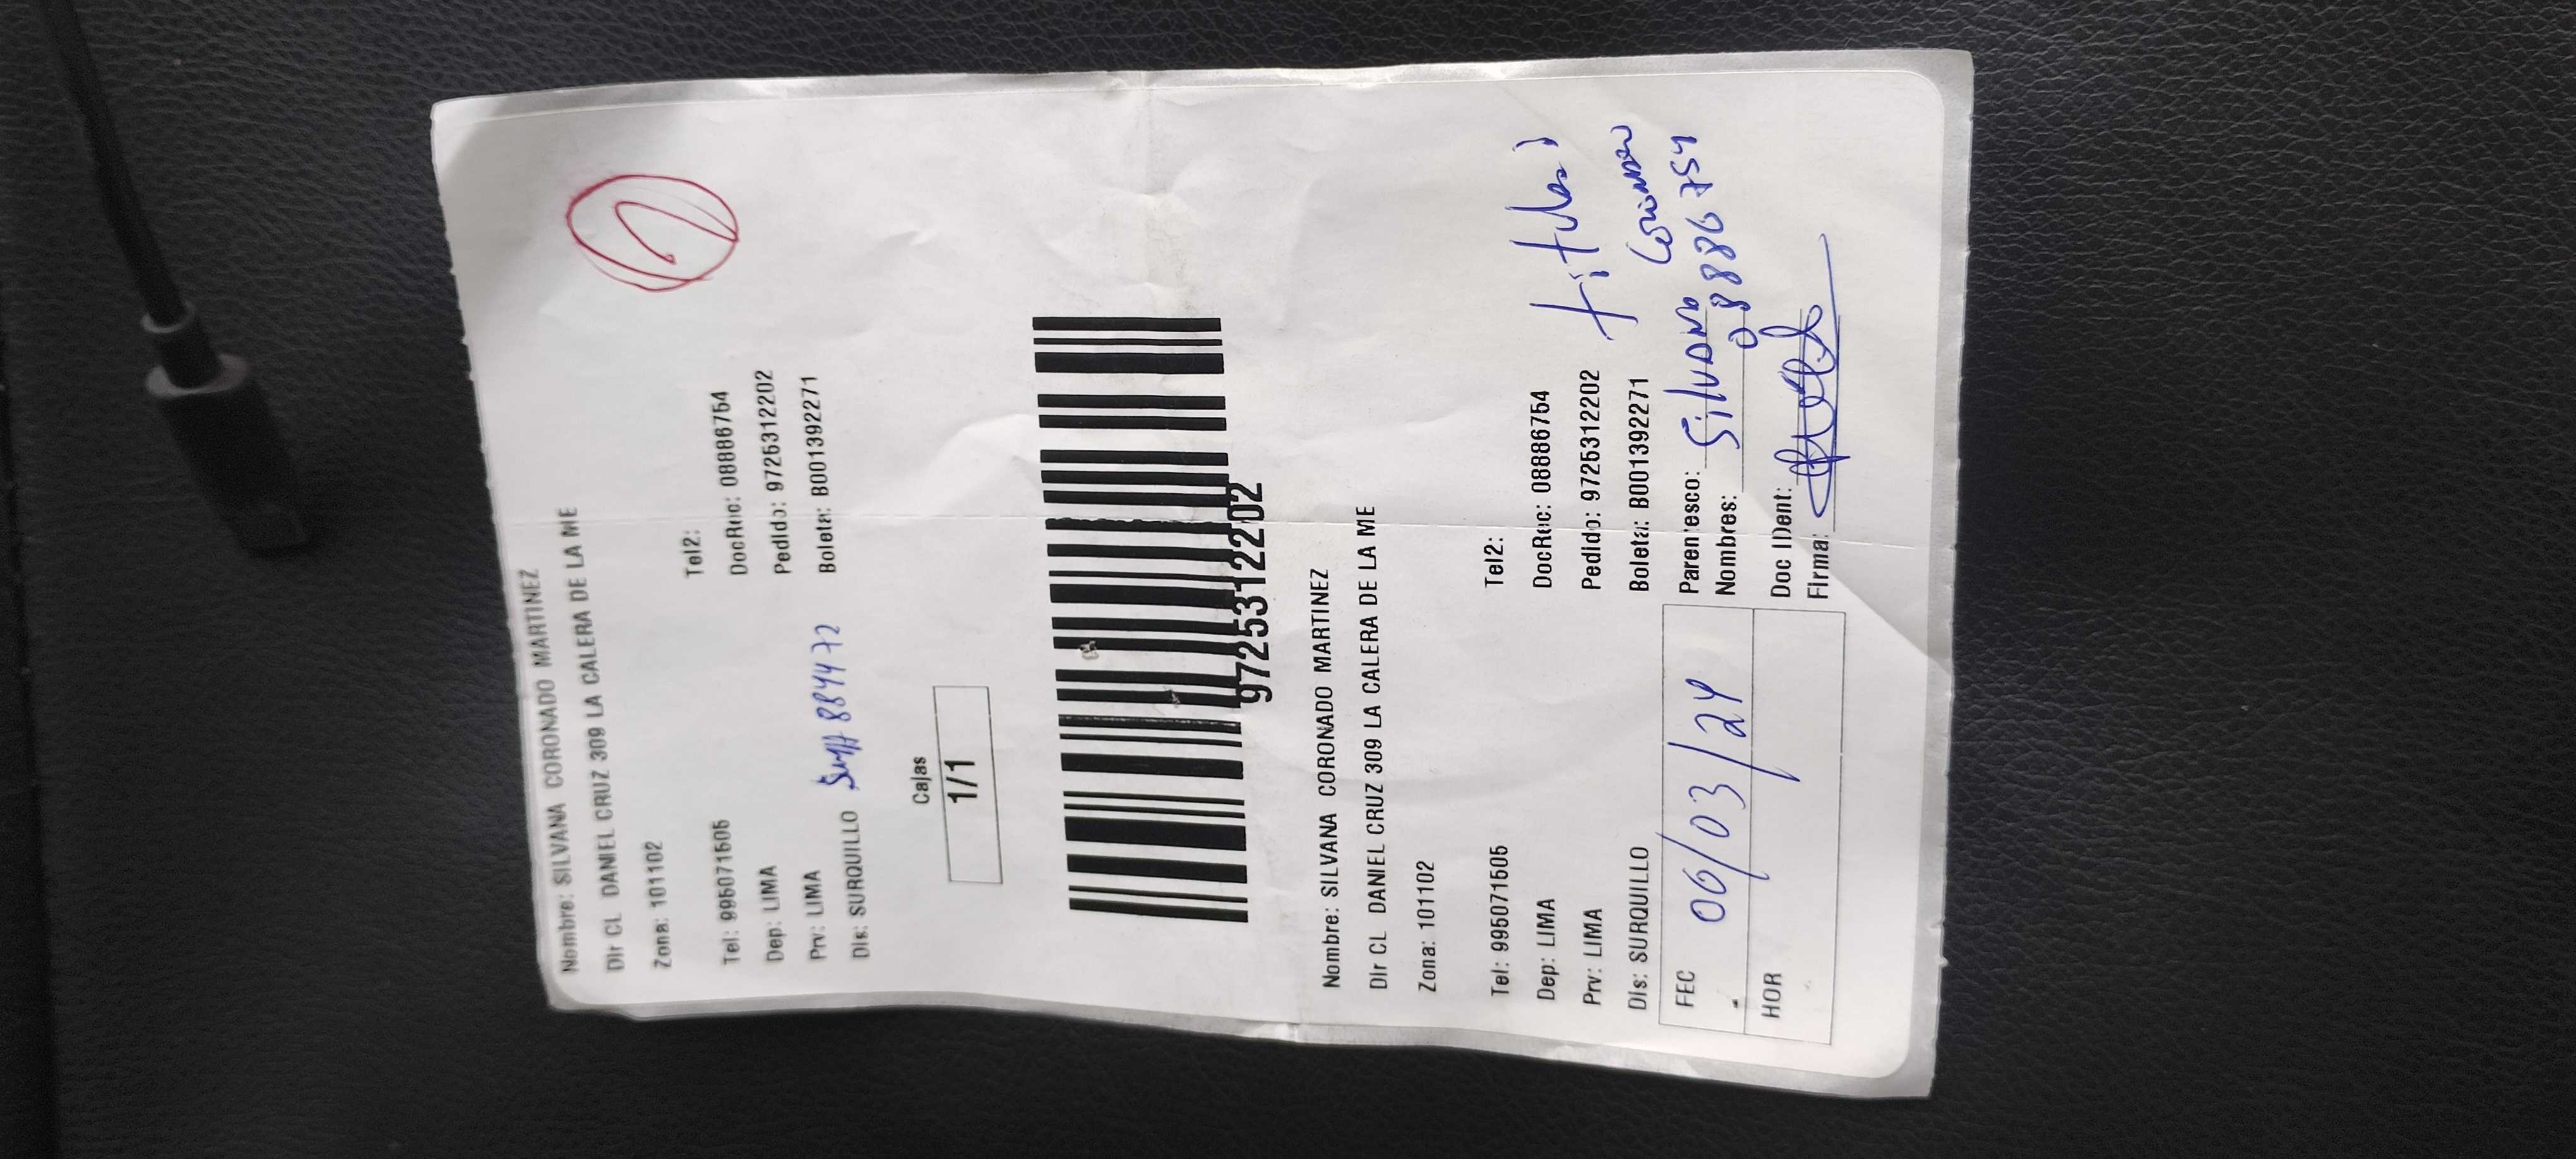 Nombre: SILVANA CORONADO MARTINEZ
Dir CL DANIEL CRUZ 309 LA CALERA DE LA ME
Zona: 101102
Tel2:
Tel: 995071505 DocRec: 08886754
Dep: LIMA Pedido: 9725312202
Prv: LIMA Boleta: B001392271
Dis: SURQUILLO 884472
Cajas
1/1
9725312202
Nombre: SILVANA CORONADO MARTINEZ
Dir CL DANIEL CRUZ 309 LA CALERA DE LA ME
Zona: 101102
Tel2:
Tel: 995071505 DocRec: 08886754
Dep: LIMA Pedido: 9725312202
Prv: LIMA Boleta: B001392271
Dis: SURQUILLO
FEC 06/03/24
HOR
Parentesco: titular
Nombres: Silvana Coronado
Doc IDent: 08886754
Firma: